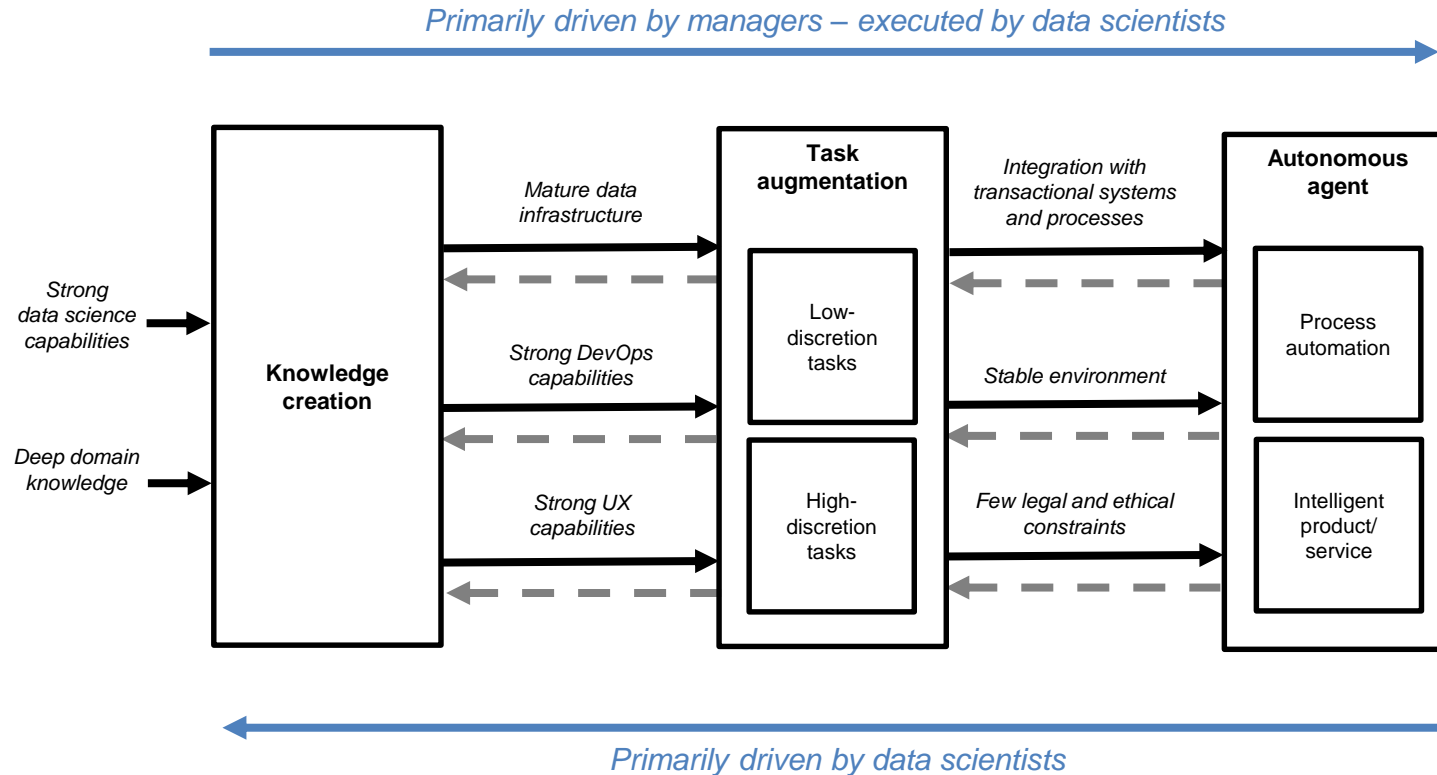 Primarily driven by managers – executed by data scientists
Strong
data science
capabilities
Deep domain
knowledge
Knowledge
creation
Mature data
infrastructure
Strong DevOps
capabilities
Strong UX
capabilities
Task
augmentation
Low-
discretion
tasks
High-
discretion
tasks
Integration with
transactional systems
and processes
Stable environment
Few legal and ethical
constraints
Autonomous
agent
Process
automation
Intelligent
product/
service
Primarily driven by data scientists